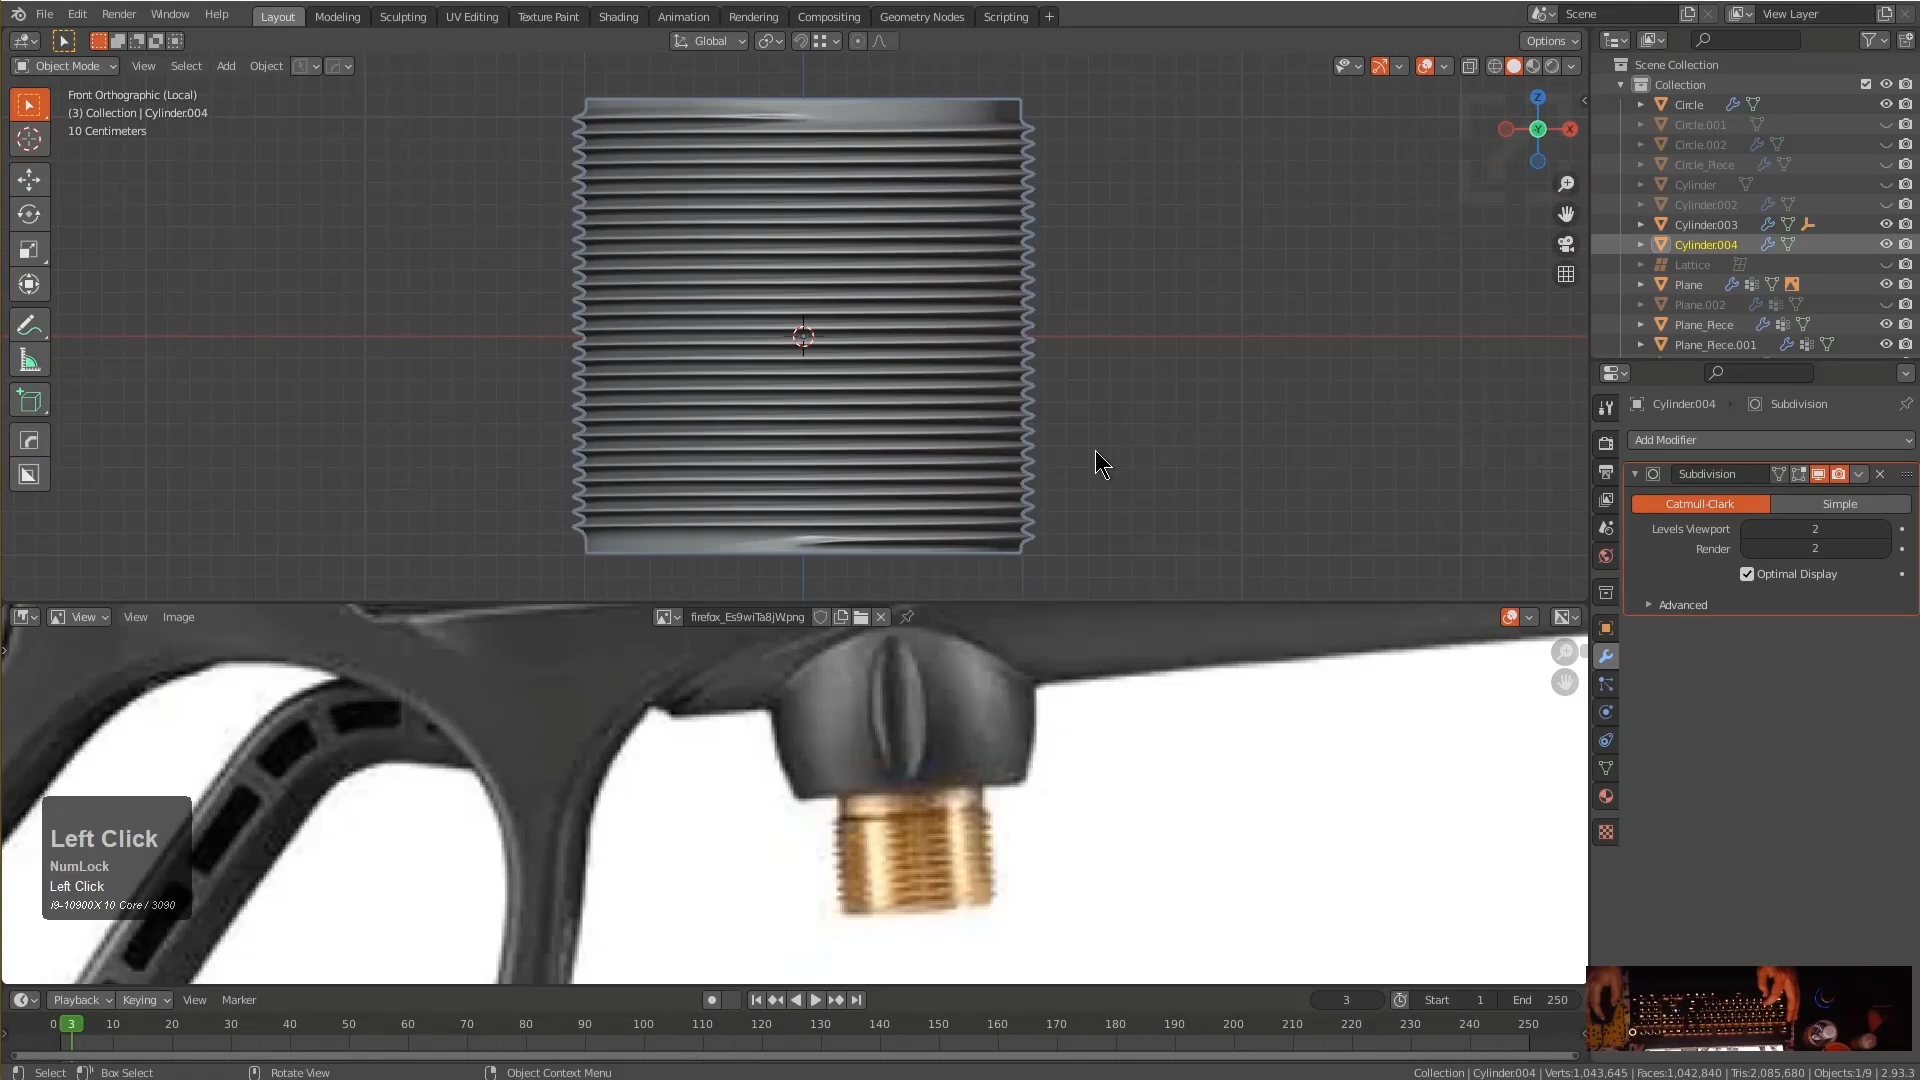 File Edit Render Window Help Layout Modeling Sculpting UV Editing Texture Paint Shading Animation Rendering Compositing Geometry Nodes Scripting + Scene View Layer
Global Options
Object Mode View Select Add Object
Front Orthographic (Local)
(3) Collection | Cylinder.004
10 Centimeters
Z
Y
X
Scene Collection
Collection
Circle
Circle.001
Circle.002
Circle_Piece
Cylinder
Cylinder.002
Cylinder.003
Cylinder.004
Lattice
Plane
Plane.002
Plane_Piece
Plane_Piece.001
Cylinder.004 Subdivision
Add Modifier
Subdivision
Catmull-Clark Simple
Levels Viewport 2
Render 2
Optimal Display
Advanced
View View Image firefox_Es9wiTa8jW.png
Left Click
NumLock
Left Click
i9-10900X 10 Core / 3090
Playback Keying View Marker 3 Start 1 End 250
0 3 10 20 30 40 50 60 70 80 90 100 110 120 130 140 150 160 170 180 190 200 210 220 230 240 250
Select Box Select Rotate View Object Context Menu Collection | Cylinder.004 | Verts:1,043,645 | Faces:1,042,840 | Tris:2,085,680 | Objects:1/9 | 2.93.3